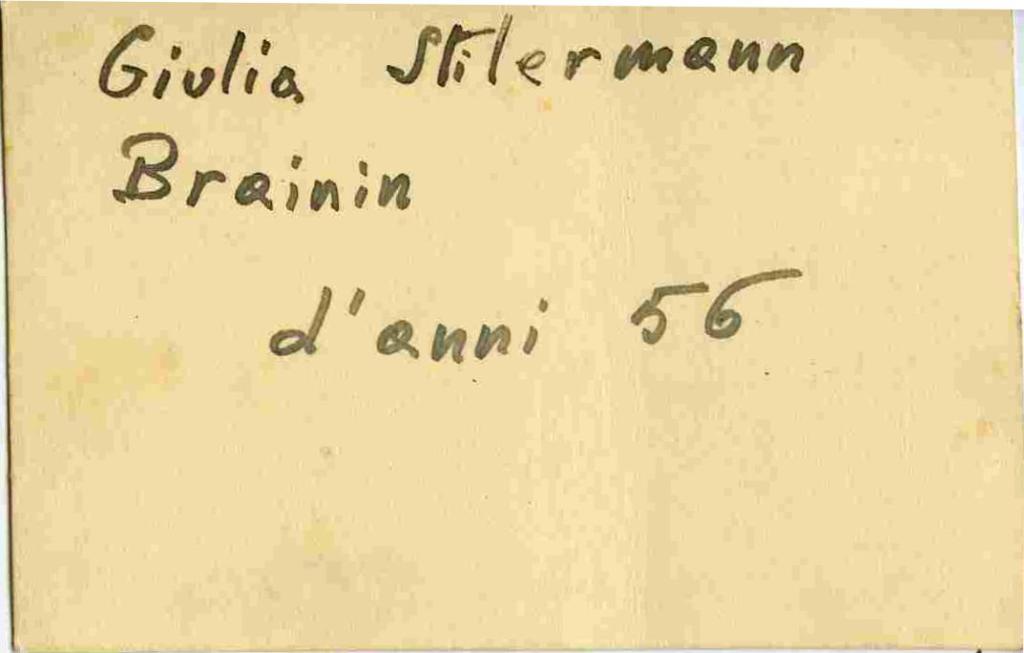 Giulia Stilermann
Brainin
d'anni 56